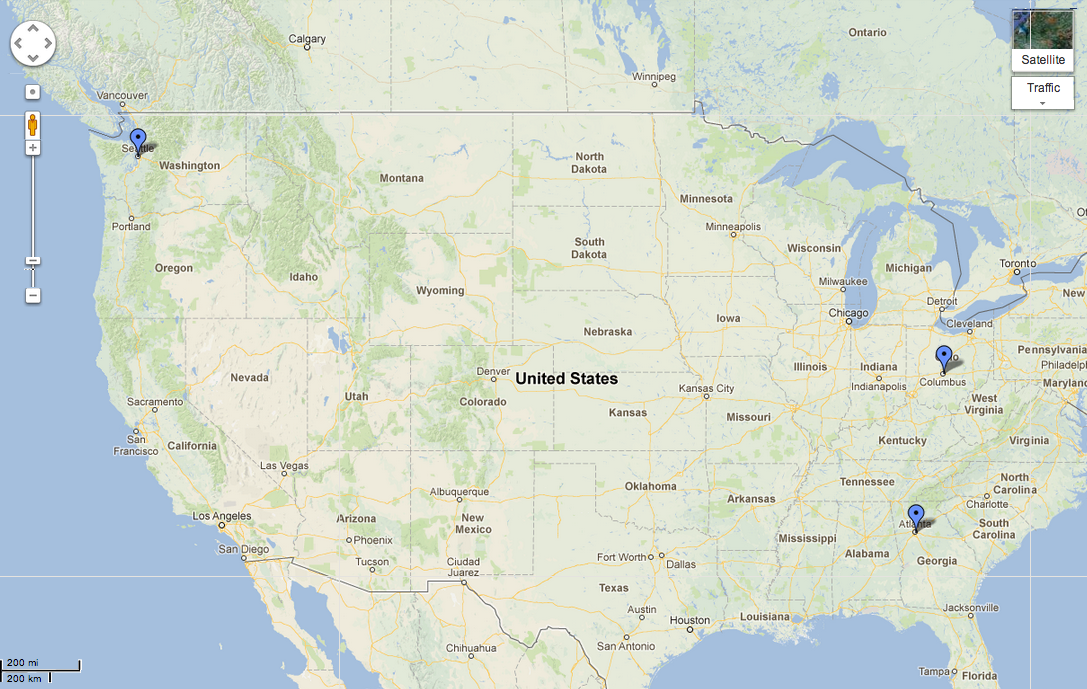 Calgary
Ontario
Satellite
Winnipeg
Traffic
Vancouver
Seattle
Washington
North
Dakota
Montana
Minnesota
Portland
Minneapolis
South
Dakota
Wisconsin
Oregon
Michigan
Toronto
Idaho
Milwaukee
Wyoming
New
Detroit
Chicago
Iowa
Cleveland
Nebraska
Pennsylvania
Illinois
Indiana
Philadelph
Denver
United States
Indianapolis
Columbus
Maryland
Nevada
Kansas City
Utah
Colorado
West
Virginia
Sacramento
Kansas
Missouri
San
Francisco
California
Kentucky
Virginia
Las Vegas
Tennessee
North
Carolina
Oklahoma
Albuquerque
Arkansas
Charlotte
Los Angeles
Arizona
New
Mexico
Atlanta
South
Carolina
Phoenix
Mississippi
San Diego
Alabama
Georgia
Tucson
Ciudad
Juarez
Fort Worth
Dallas
Texas
Austin
Jacksonville
Houston
Louisiana
Chihuahua
San Antonio
200 mi
Tampa
Florida
200 km